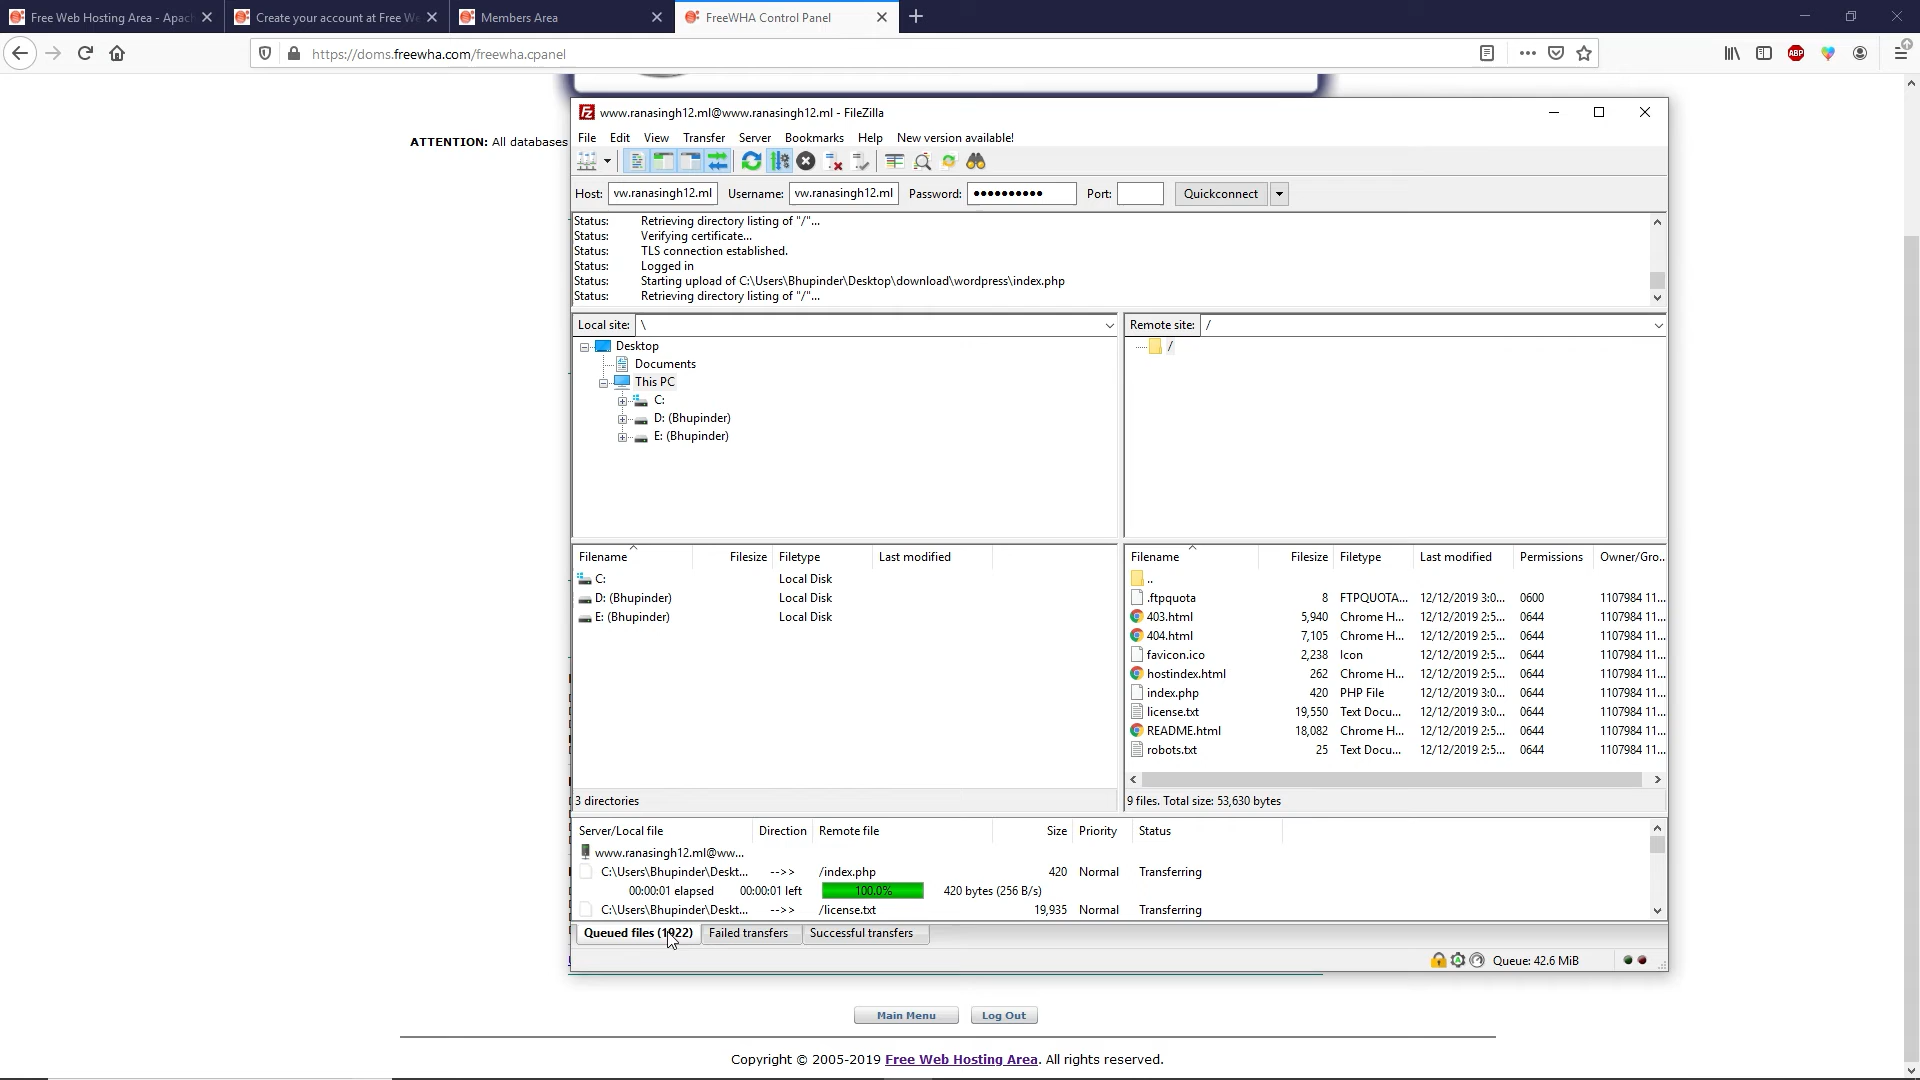 Free Web Hosting Area - Apac
Create your account at Free We
Members Area
FreeWHA Control Panel
https://doms.freewha.com/freewha.cpanel
ABP
ATTENTION: All databases
www.ranasingh12.ml@www.ranasingh12.ml - FileZilla
File Edit View Transfer Server Bookmarks Help New version available!
Host: vw.ranasingh12.ml Username: vw.ranasingh12.ml Password: ●●●●●●●●●● Port: Quickconnect
Status: Retrieving directory listing of "/"...
Status: Verifying certificate...
Status: TLS connection established.
Status: Logged in
Status: Starting upload of C:\Users\Bhupinder\Desktop\download\wordpress\index.php
Status: Retrieving directory listing of "/"...
Local site: \
Desktop
Documents
This PC
C:
D: (Bhupinder)
E: (Bhupinder)
Remote site: /
/
Filename Filesize Filetype Last modified
C: Local Disk
D: (Bhupinder) Local Disk
E: (Bhupinder) Local Disk
3 directories
Filename Filesize Filetype Last modified Permissions Owner/Gro...
..
.ftpquota 8 FTPQUOTA... 12/12/2019 3:0... 0600 1107984 11...
403.html 5,940 Chrome H... 12/12/2019 2:5... 0644 1107984 11...
404.html 7,105 Chrome H... 12/12/2019 2:5... 0644 1107984 11...
favicon.ico 2,238 Icon 12/12/2019 2:5... 0644 1107984 11...
hostindex.html 262 Chrome H... 12/12/2019 2:5... 0644 1107984 11...
index.php 420 PHP File 12/12/2019 3:0... 0644 1107984 11...
license.txt 19,550 Text Docu... 12/12/2019 3:0... 0644 1107984 11...
README.html 18,082 Chrome H... 12/12/2019 2:5... 0644 1107984 11...
robots.txt 25 Text Docu... 12/12/2019 2:5... 0644 1107984 11...
9 files. Total size: 53,630 bytes
Server/Local file Direction Remote file Size Priority Status
www.ranasingh12.ml@ww...
C:\Users\Bhupinder\Deskt... -->> /index.php 420 Normal Transferring
00:00:01 elapsed 00:00:01 left 100.0% 420 bytes (256 B/s)
C:\Users\Bhupinder\Deskt... -->> /license.txt 19,935 Normal Transferring
Queued files (1922) Failed transfers Successful transfers
Queue: 42.6 MiB
Main Menu Log Out
Copyright © 2005-2019 Free Web Hosting Area. All rights reserved.